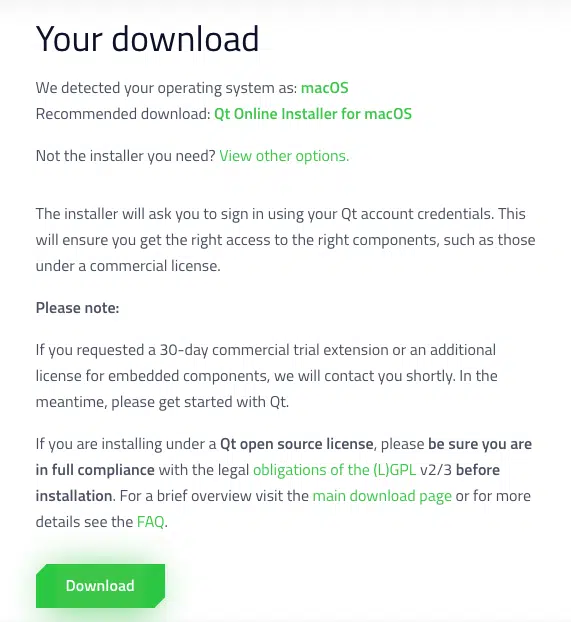 Your download
We detected your operating system as: macOS
Recommended download: Qt Online Installer for macOS
Not the installer you need? View other options.
The installer will ask you to sign in using your Qt account credentials. This
will ensure you get the right access to the right components, such as those
under a commercial license.
Please note:
If you requested a 30-day commercial trial extension or an additional
license for embedded components, we will contact you shortly. In the
meantime, please get started with Qt.
If you are installing under a Qt open source license, please be sure you are
in full compliance with the legal obligations of the (L)GPL v2/3 before
installation. For a brief overview visit the main download page or for more
details see the FAQ.
Download